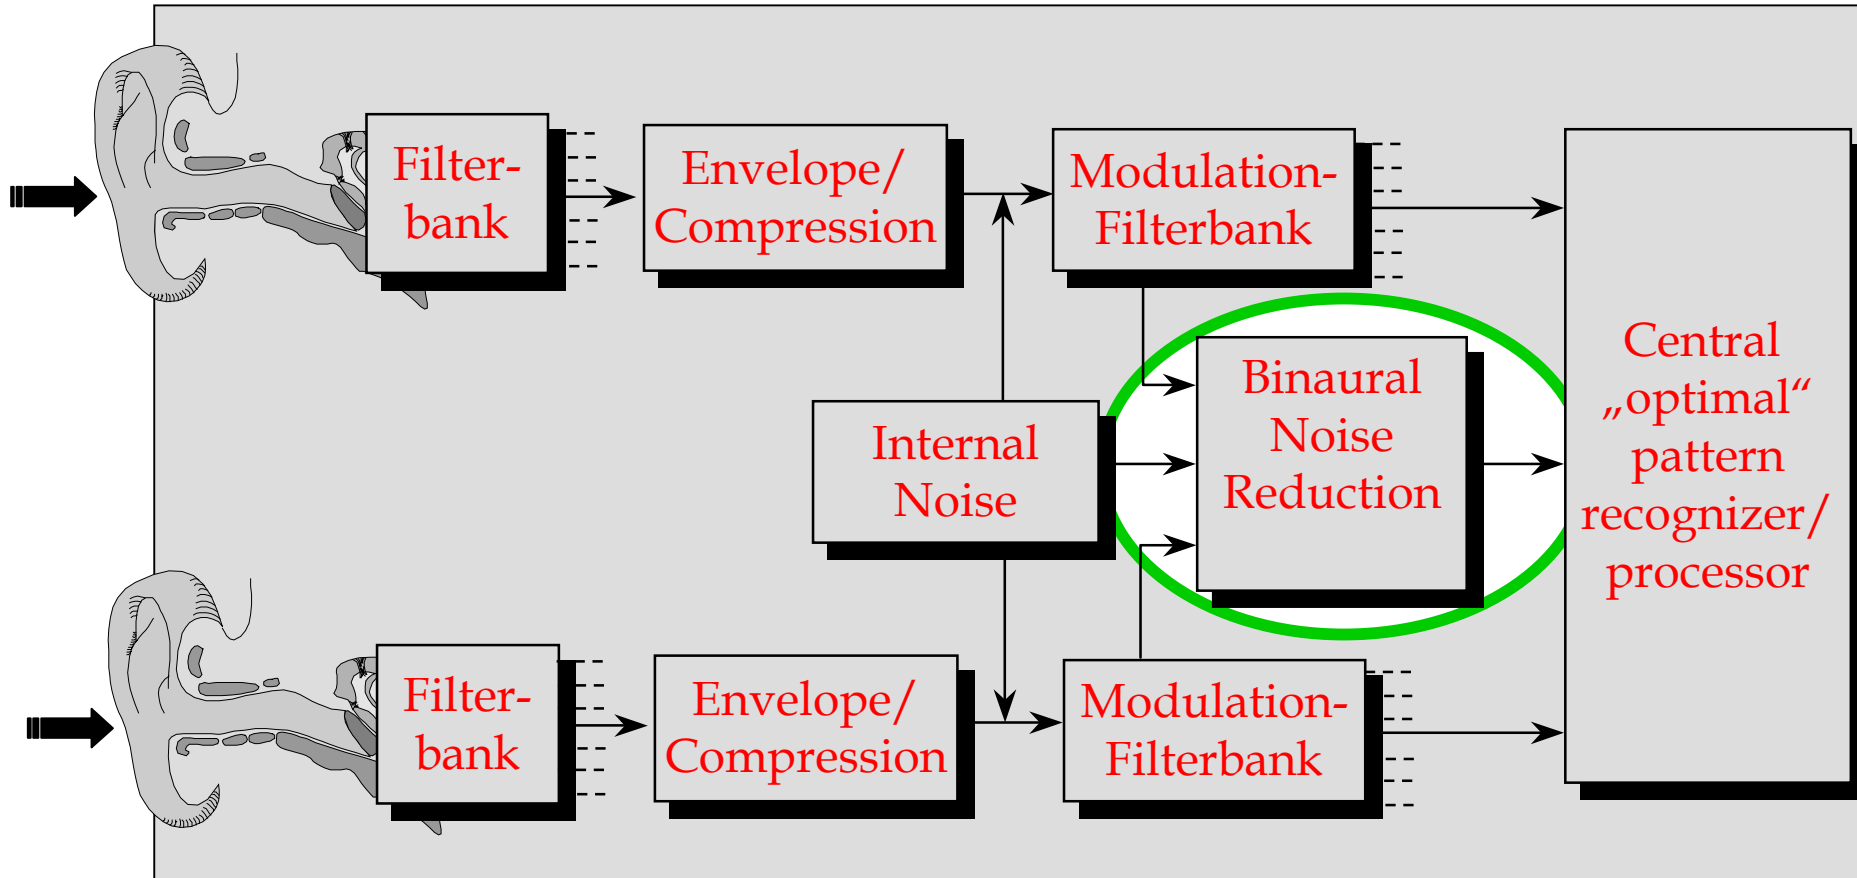 Filter-
bank
Envelope/
Compression
Modulation-
Filterbank
Internal
Noise
Binaural
Noise
Reduction
Central
„optimal“
pattern
recognizer/
processor
Filter-
bank
Envelope/
Compression
Modulation-
Filterbank